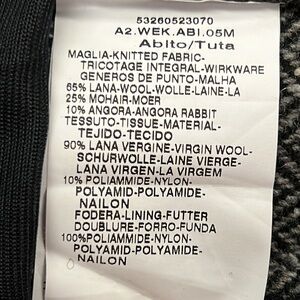 53260523070
A2.WEK.ABI.05M
Abito/Tuta
MAGLIA-KNITTED FABRIC-
TRICOTAGE INTEGRAL-WIRKWARE
GENEROS DE PUNTO-MALHA
65% LANA-WOOL-WOLLE-LAINE-LA
25% MOHAIR-MOER
10% ANGORA-ANGORA RABBIT
TESSUTO-TISSUE-MATERIAL-
TEJIDO-TECIDO
90% LANA VERGINE-VIRGIN WOOL-
SCHURWOLLE-LAINE VIERGE-
LANA VIRGEN-LA VIRGEM
10% POLIAMMIDE-NYLON-
POLYAMID-POLYAMIDE-
NAILON
FODERA-LINING-FUTTER
DOUBLURE-FORRO-FUNDA
100%POLIAMMIDE-NYLON-
POLYAMID-POLYAMIDE-
NAILON